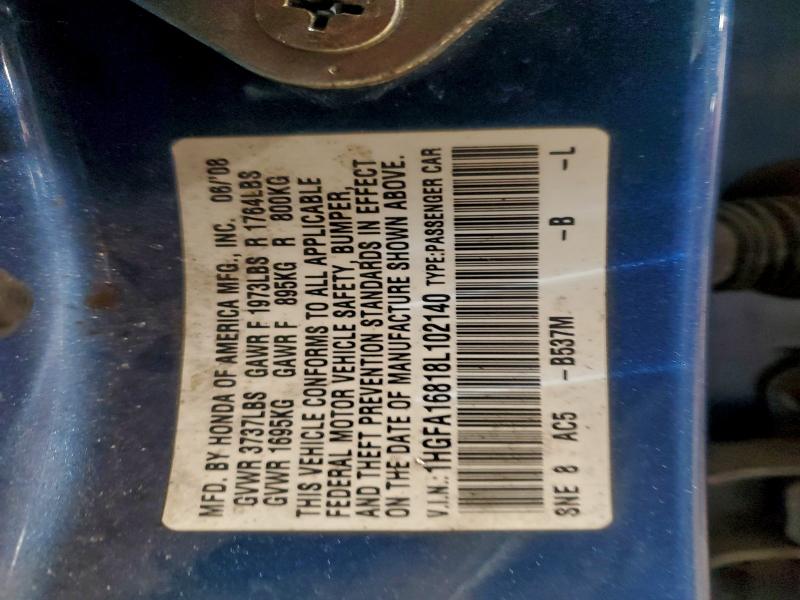 MFD. BY HONDA OF AMERICA MFG., INC. 06/'08
GVWR 3737LBS GAWR F 1973LBS R 1764LBS
GVWR 1695KG GAWR F 895KG R 800KG
THIS VEHICLE CONFORMS TO ALL APPLICABLE
FEDERAL MOTOR VEHICLE SAFETY, BUMPER,
AND THEFT PREVENTION STANDARDS IN EFFECT
ON THE DATE OF MANUFACTURE SHOWN ABOVE.
V.I.N.: 1HGFA16818L102140 TYPE:PASSENGER CAR
SNE 8 AC5 -B537M -B -L